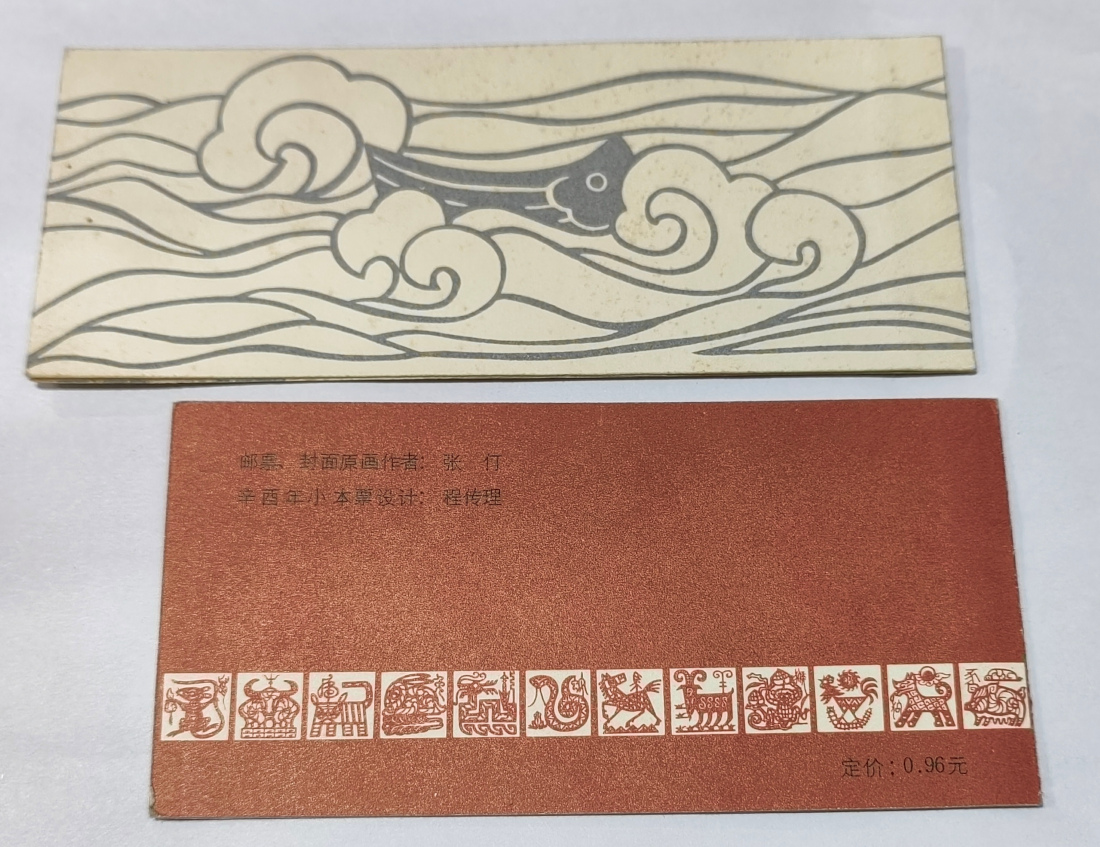 邮票、封面原画作者：张 仃
辛酉年小本票设计：程传理
定价：0.96元